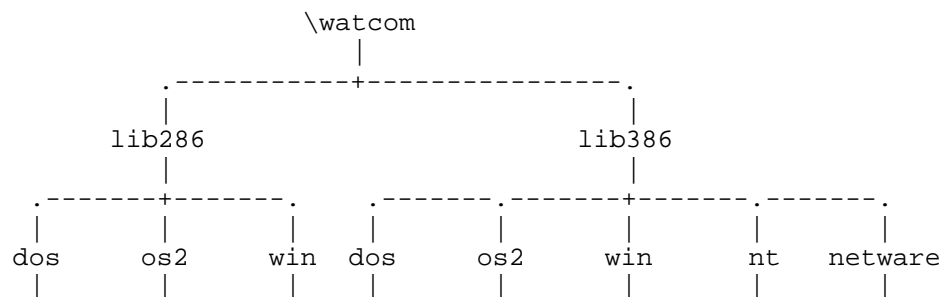 \watcom
|
.-----------+----------------.
| |
lib286 lib386
| |
.-------+-------. .-------.-------+-------.-------.
| | | | | | | |
dos os2 win dos os2 win nt netware
| | | | | | | |